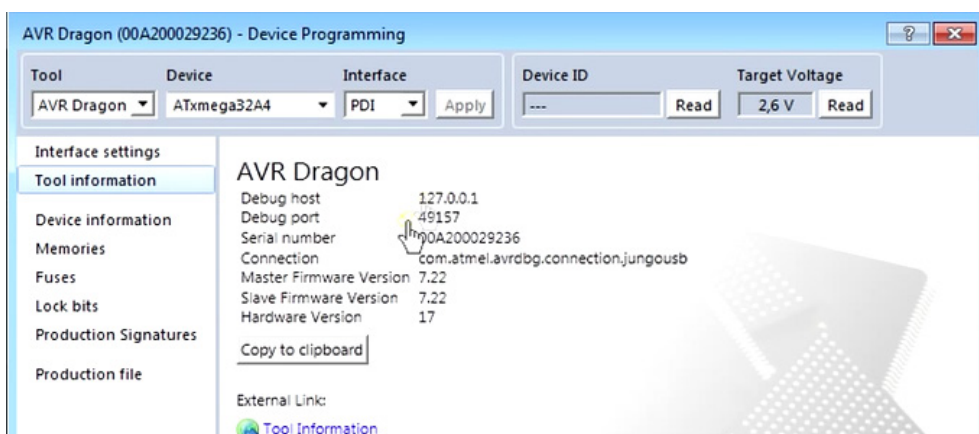 AVR Dragon (00A200029236) - Device Programming
Tool Device Interface Device ID Target Voltage
AVR Dragon ATxmega32A4 PDI Apply --- Read 2,6 V Read
Interface settings
Tool information
Device information
Memories
Fuses
Lock bits
Production Signatures
Production file
AVR Dragon
Debug host 127.0.0.1
Debug port 49157
Serial number 00A200029236
Connection com.atmel.avrdbg.connection.jungousb
Master Firmware Version 7.22
Slave Firmware Version 7.22
Hardware Version 17
Copy to clipboard
External Link:
Tool Information